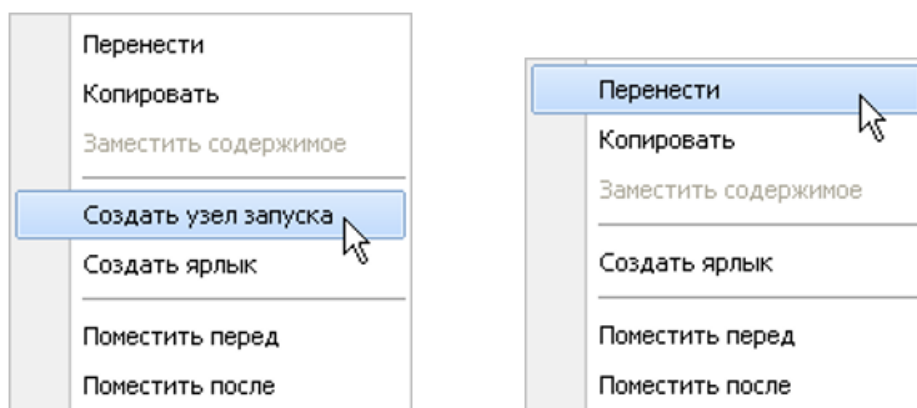 Перенести
Копировать
Заместить содержимое
Создать узел запуска
Создать ярлык
Поместить перед
Поместить после
Перенести
Копировать
Заместить содержимое
Создать ярлык
Поместить перед
Поместить после